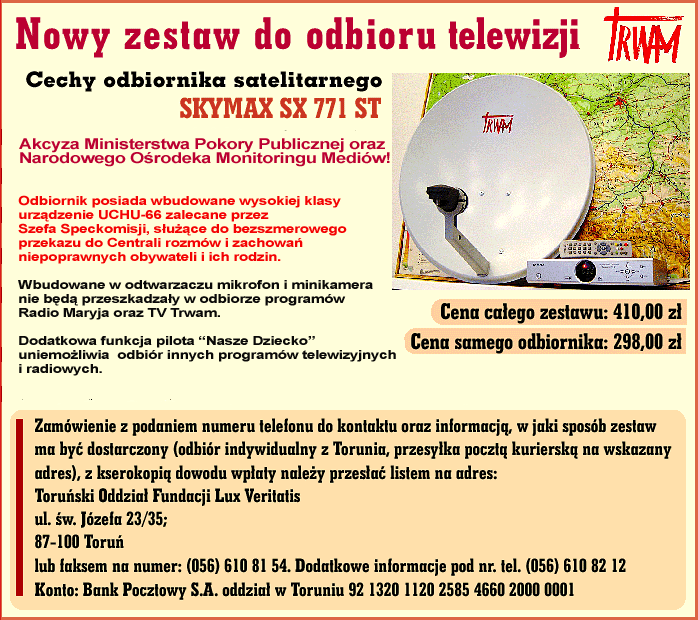 Nowy zestaw do odbioru telewizji TRWAM
Cechy odbiornika satelitarnego
SKYMAX SX 771 ST
TRWAM
Akcyza Ministerstwa Pokory Publicznej oraz
Narodowego Ośrodeka Monitoringu Mediów!
Odbiornik posiada wbudowane wysokiej klasy
urządzenie UCHU-66 zalecane przez
Szefa Speckomisji, służące do bezszmerowego
przekazu do Centrali rozmów i zachowań
niepoprawnych obywateli i ich rodzin.
Wbudowane w odtwarzaczu mikrofon i minikamera
nie będą przeszkadzały w odbiorze programów
Radio Maryja oraz TV Trwam.
Dodatkowa funkcja pilota “Nasze Dziecko”
uniemożliwia odbiór innych programów telewizyjnych
i radiowych.
Cena całego zestawu: 410,00 zł
Cena samego odbiornika: 298,00 zł
Zamówienie z podaniem numeru telefonu do kontaktu oraz informacją, w jaki sposób zestaw
ma być dostarczony (odbiór indywidualny z Torunia, przesyłka pocztą kurierską na wskazany
adres), z kserokopią dowodu wpłaty należy przesłać listem na adres:
Toruński Oddział Fundacji Lux Veritatis
ul. św. Józefa 23/35;
87-100 Toruń
lub faksem na numer: (056) 610 81 54. Dodatkowe informacje pod nr. tel. (056) 610 82 12
Konto: Bank Pocztowy S.A. oddział w Toruniu 92 1320 1120 2585 4660 2000 0001